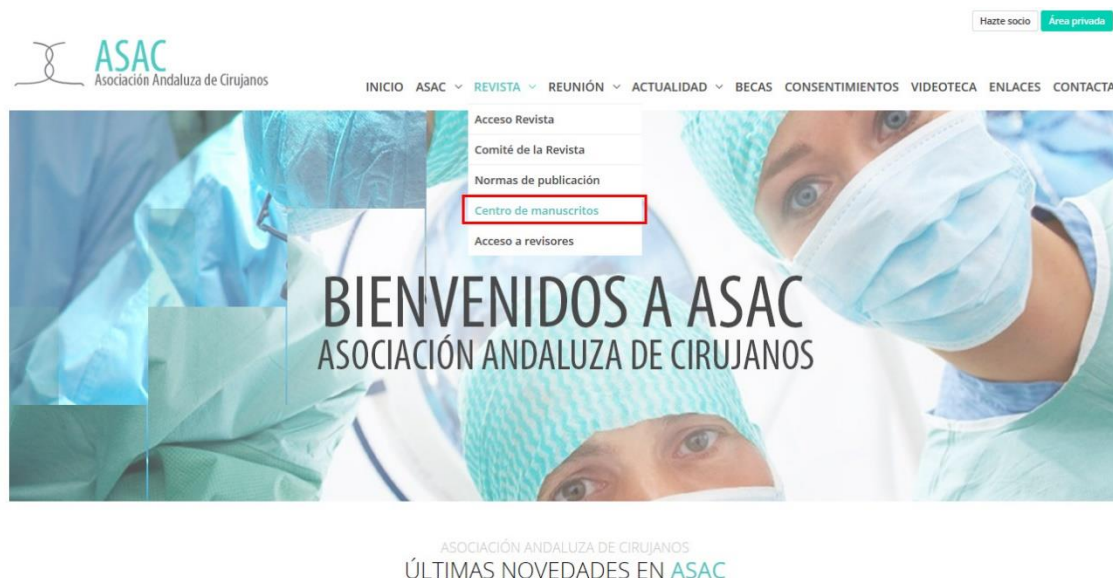 Hazte socio Área privada
ASAC
Asociación Andaluza de Cirujanos
INICIO ASAC REVISTA REUNIÓN ACTUALIDAD BECAS CONSENTIMIENTOS VIDEOTECA ENLACES CONTACTA
Acceso Revista
Comité de la Revista
Normas de publicación
Centro de manuscritos
Acceso a revisores
BIENVENIDOS A ASAC
ASOCIACIÓN ANDALUZA DE CIRUJANOS
ASOCIACIÓN ANDALUZA DE CIRUJANOS
ÚLTIMAS NOVEDADES EN ASAC